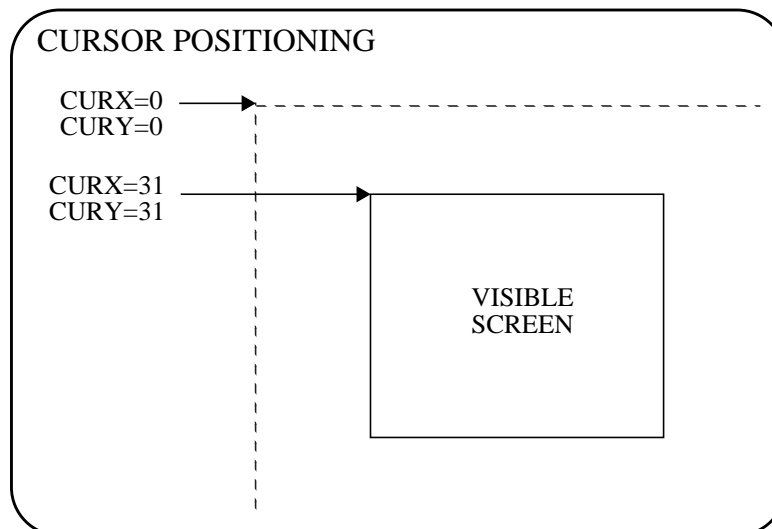 CURSOR POSITIONING
CURX=0
CURY=0
CURX=31
CURY=31
VISIBLE
SCREEN